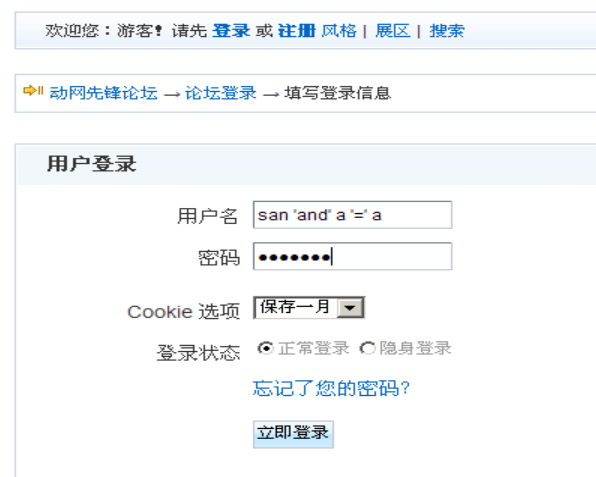 欢迎您：游客！请先 登录 或 注册 风格 | 展区 | 搜索
动网先锋论坛 → 论坛登录 → 填写登录信息
用户登录
用户名 san 'and' a '=' a
密码 •••••••
Cookie 选项 保存一月
登录状态 正常登录 隐身登录
忘记了您的密码?
立即登录